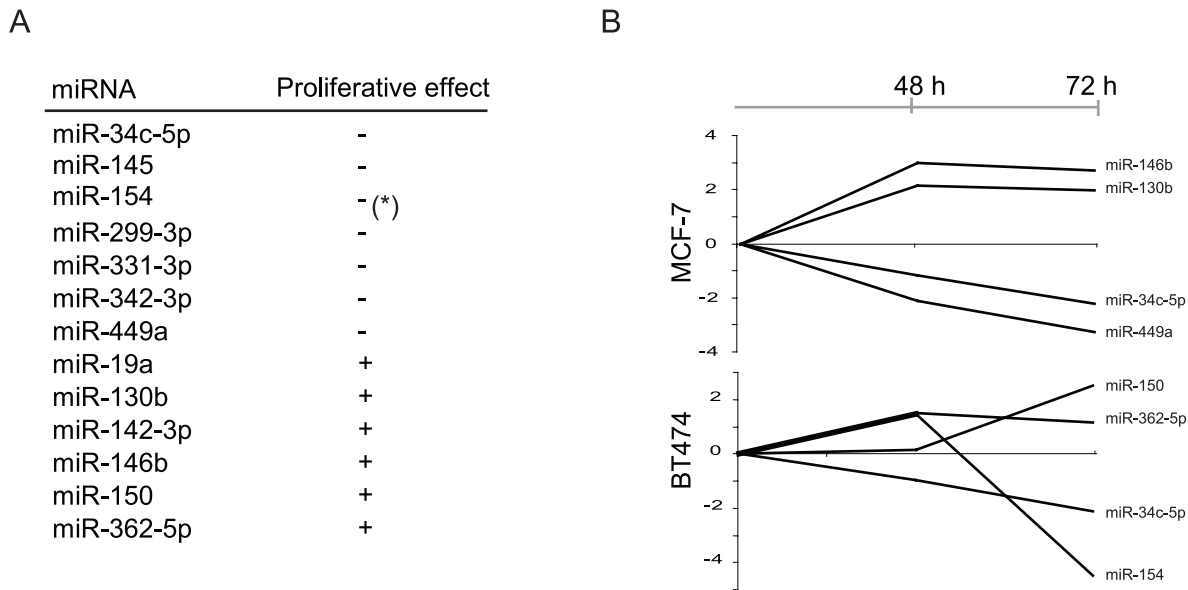 A
miRNA Proliferative effect
miR-34c-5p -
miR-145 -
miR-154 - (*)
miR-299-3p -
miR-331-3p -
miR-342-3p -
miR-449a -
miR-19a +
miR-130b +
miR-142-3p +
miR-146b +
miR-150 +
miR-362-5p +
B
48 h 72 h
MCF-7
4
2
0
-2
-4
miR-146b
miR-130b
miR-34c-5p
miR-449a
BT474
2
0
-2
-4
miR-150
miR-362-5p
miR-34c-5p
miR-154